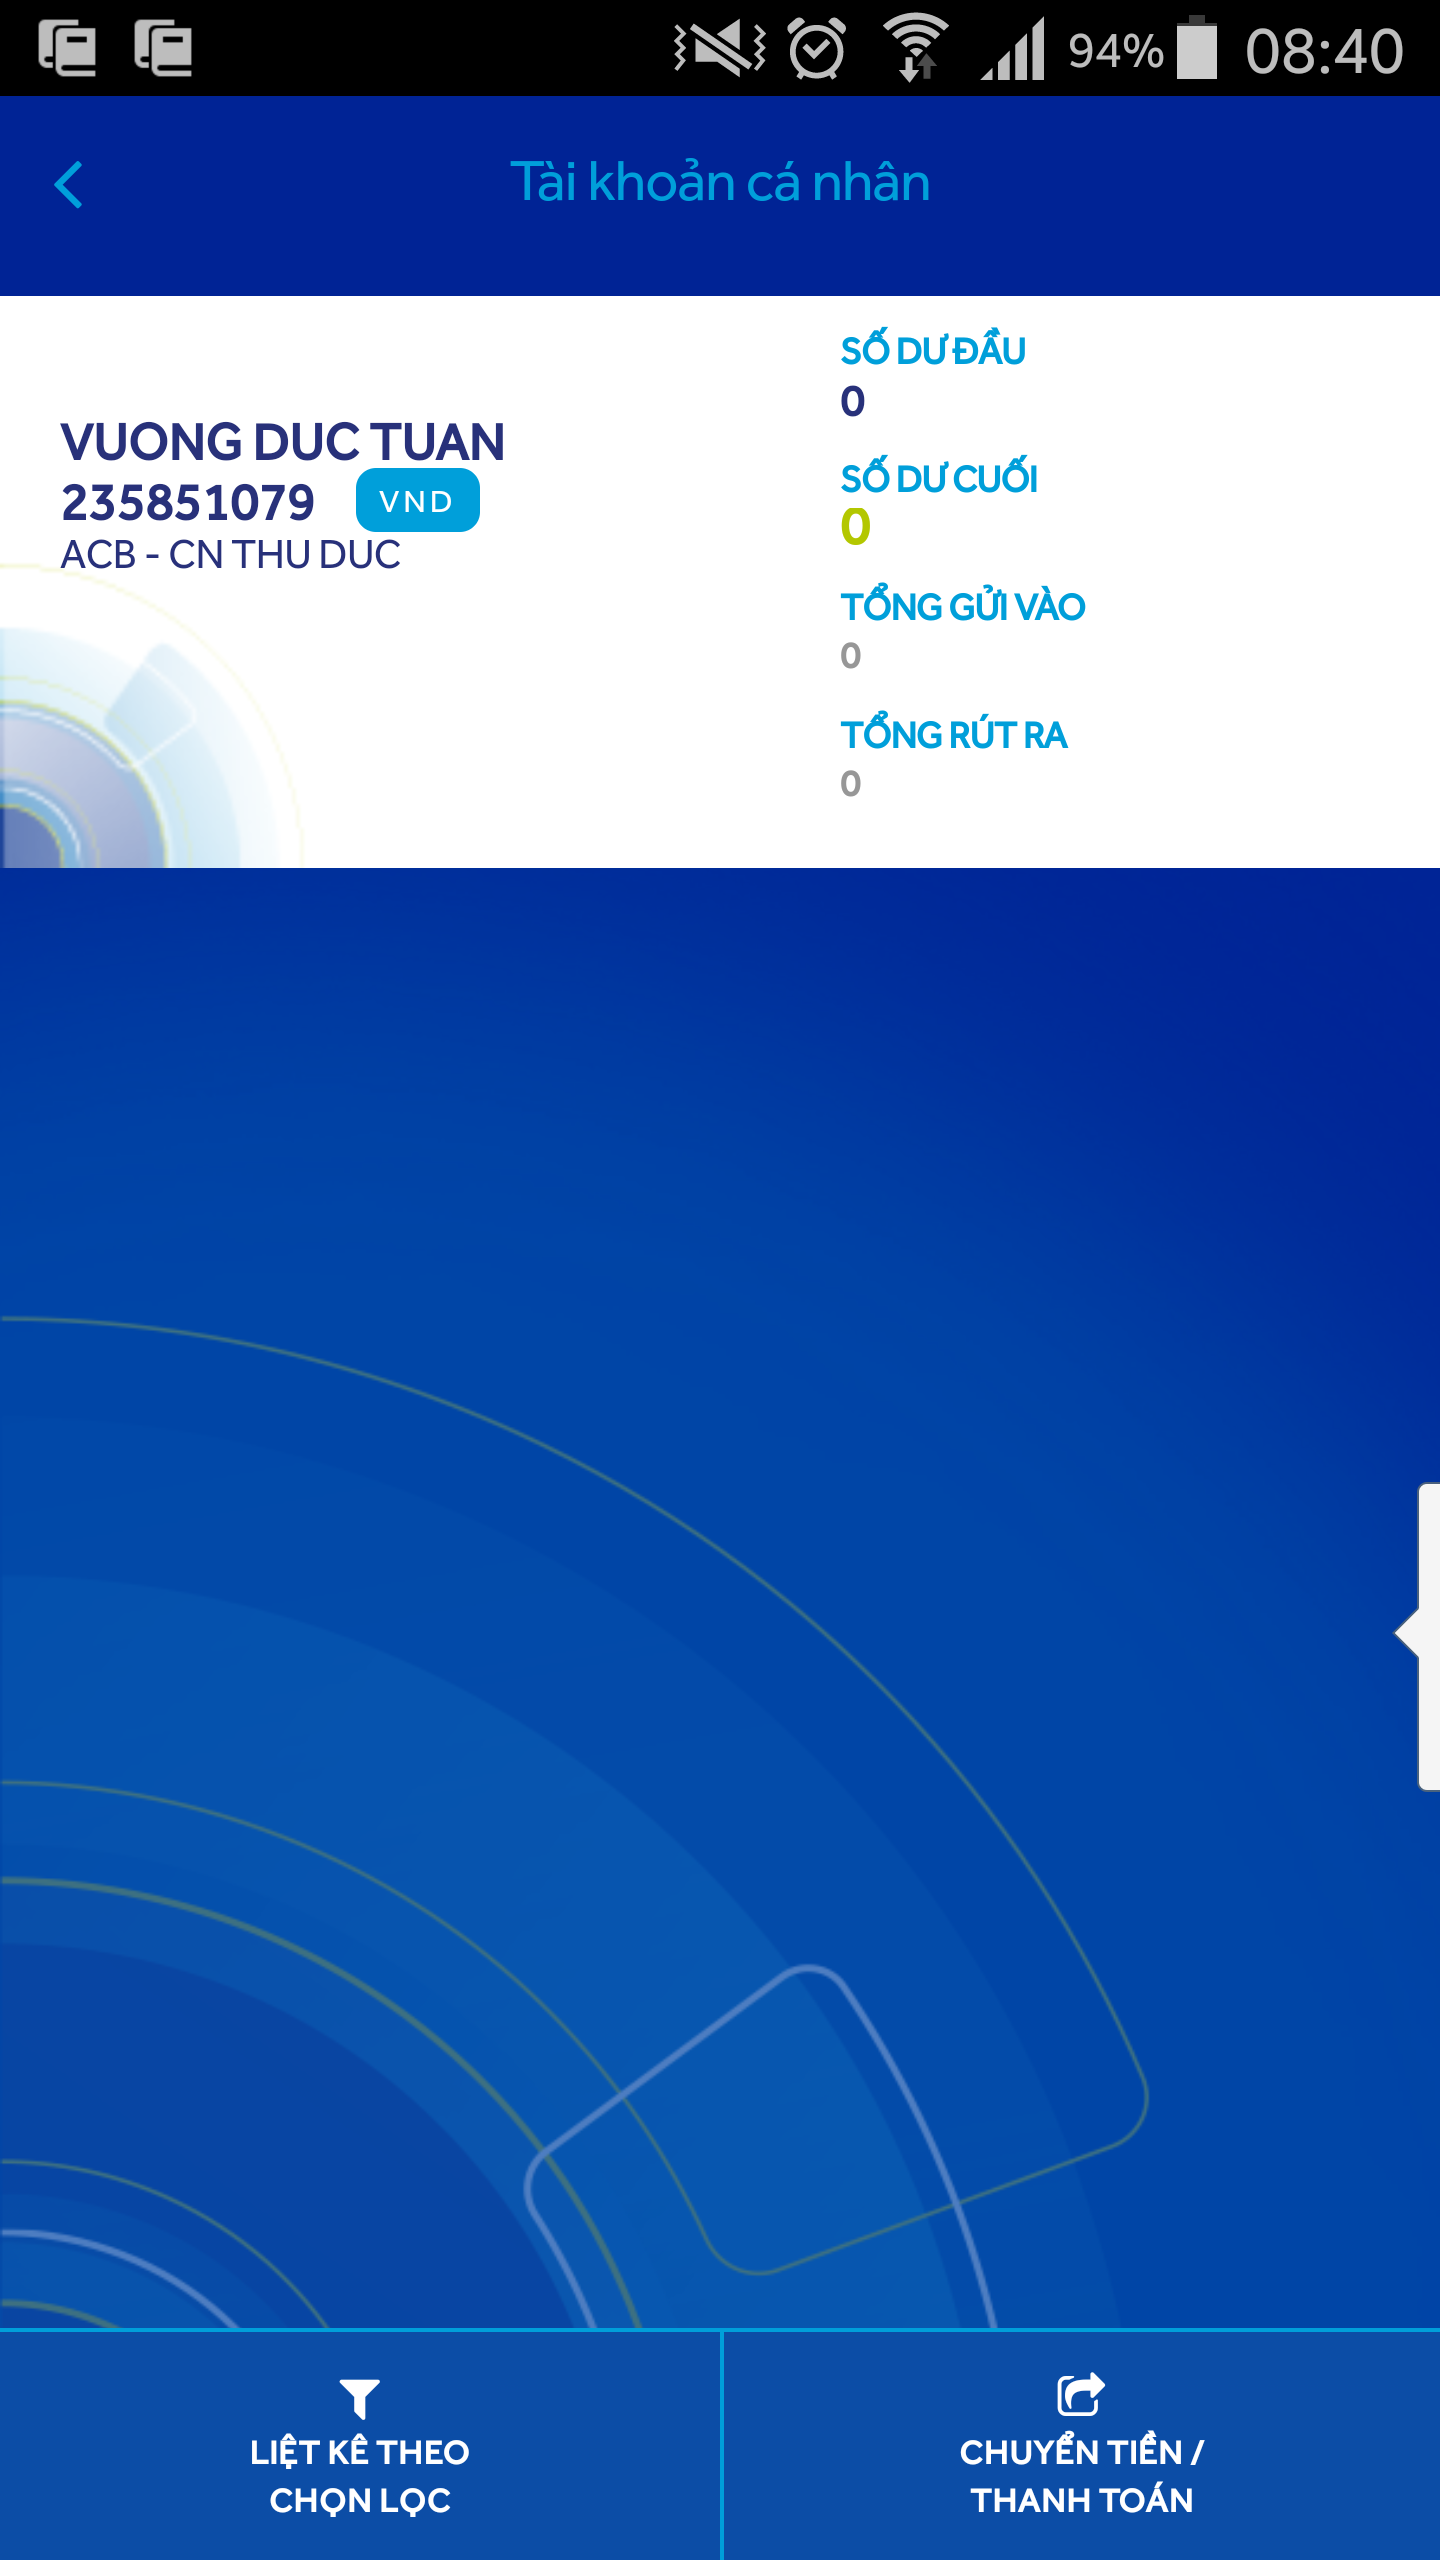 94% 08:40
Tài khoản cá nhân
VUONG DUC TUAN
235851079 VND
ACB - CN THU DUC
SỐ DƯ ĐẦU
0
SỐ DƯ CUỐI
0
TỔNG GỬI VÀO
0
TỔNG RÚT RA
0
LIỆT KÊ THEO
CHỌN LỌC
CHUYỂN TIỀN /
THANH TOÁN